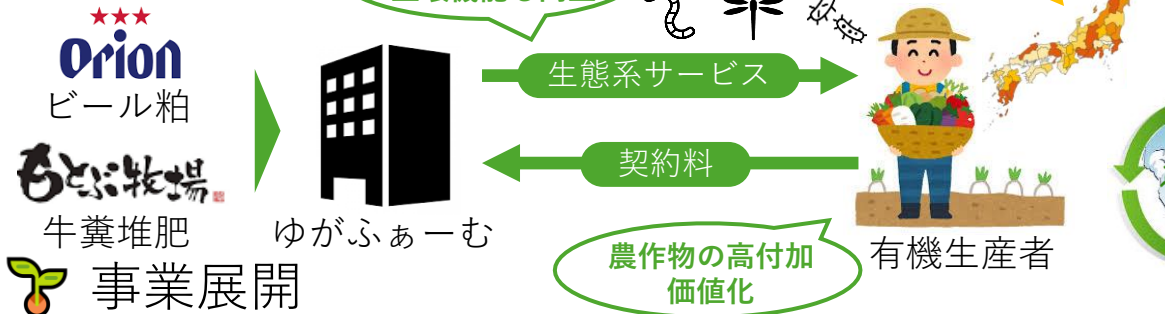 Orion
ビール粕
もとぶ牧場
牛糞堆肥
ゆがふぁーむ
生態系サービス
契約料
農作物の高付加
価値化
有機生産者
事業展開